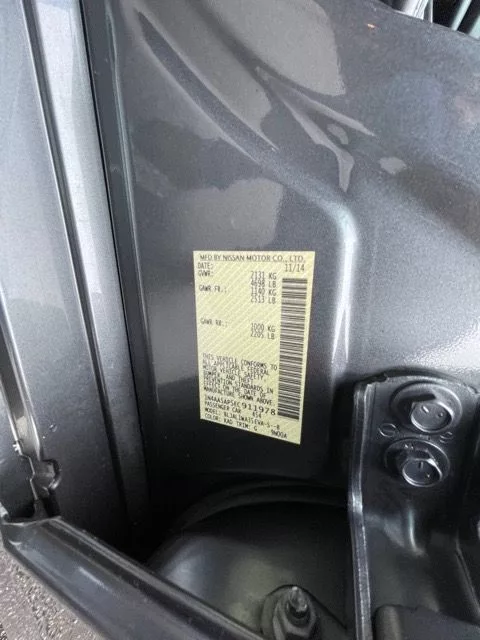 MFD BY NISSAN MOTOR CO., LTD.
DATE: 11/14
GVWR: 2131 KG
4698 LB
GAWR FR.: 1140 KG
2513 LB
GAWR RR.: 1000 KG
2205 LB
THIS VEHICLE CONFORMS TO
ALL APPLICABLE FEDERAL
MOTOR VEHICLE SAFETY,
BUMPER AND THEFT
PREVENTION STANDARDS IN
EFFECT ON THE DATE OF
MANUFACTURE SHOWN ABOVE
1N4AA5AP5EC911978
PASSENGER CAR 454
MODEL:
COLOR: KAD TRIM: G